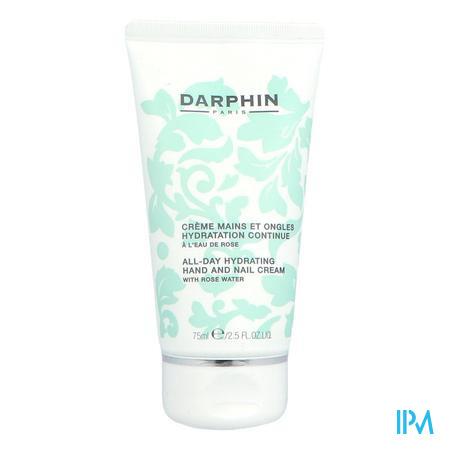 DARPHIN
PARIS
CRÈME MAINS ET ONGLES
HYDRATATION CONTINUE
À L'EAU DE ROSE
ALL-DAY HYDRATING
HAND AND NAIL CREAM
WITH ROSE WATER
75ml ℮/2.5 FL.OZ.LIQ.
IPM